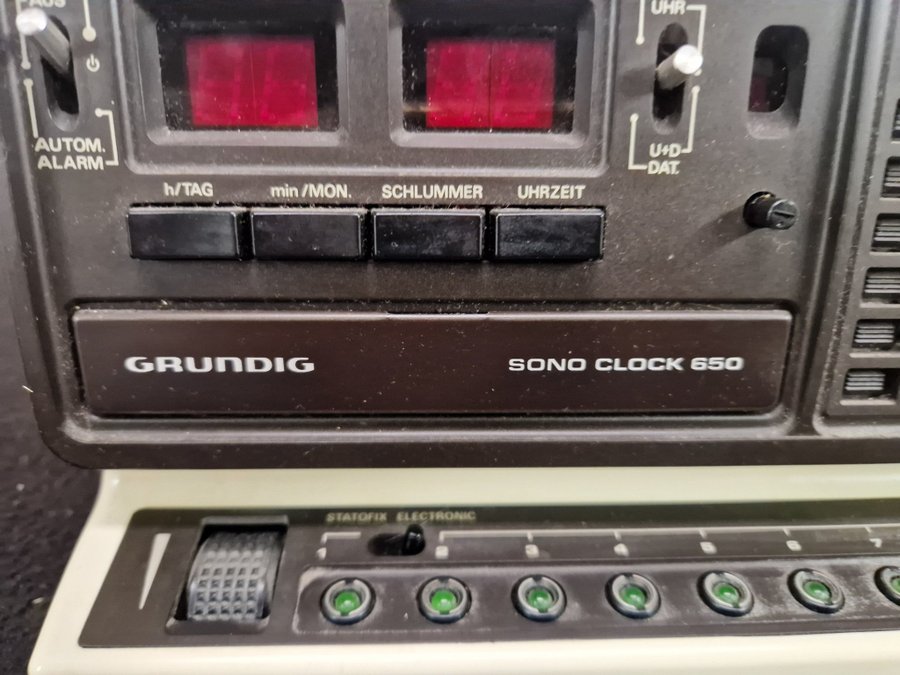 AUS
UHR
AUTOM.
ALARM
U+D
DAT.
h/TAG min/MON. SCHLUMMER UHRZEIT
GRUNDIG SONO CLOCK 650
STATOFIX ELECTRONIC
1 2 3 4 5 6 7